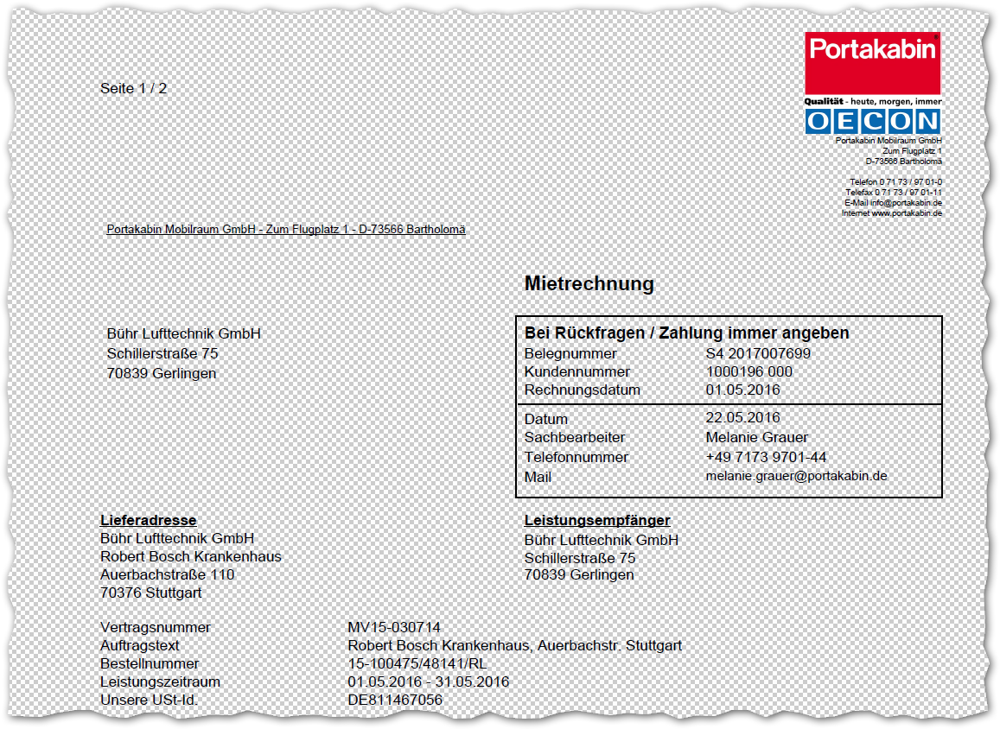 Portakabin
Qualität - heute, morgen, immer
OECON
Seite 1 / 2
Portakabin Mobilraum GmbH
Zum Flugplatz 1
D-73566 Bartholomä
Telefon 0 71 73 / 97 01-0
Telefax 0 71 73 / 97 01-11
E-Mail info@portakabin.de
Internet www.portakabin.de
Portakabin Mobilraum GmbH - Zum Flugplatz 1 - D-73566 Bartholomä
Mietrechnung
Bühr Lufttechnik GmbH
Schillerstraße 75
70839 Gerlingen
Bei Rückfragen / Zahlung immer angeben
Belegnummer S4 2017007699
Kundennummer 1000196 000
Rechnungsdatum 01.05.2016
Datum 22.05.2016
Sachbearbeiter Melanie Grauer
Telefonnummer +49 7173 9701-44
Mail melanie.grauer@portakabin.de
Lieferadresse
Bühr Lufttechnik GmbH
Robert Bosch Krankenhaus
Auerbachstraße 110
70376 Stuttgart
Leistungsempfänger
Bühr Lufttechnik GmbH
Schillerstraße 75
70839 Gerlingen
Vertragsnummer MV15-030714
Auftragstext Robert Bosch Krankenhaus, Auerbachstr. Stuttgart
Bestellnummer 15-100475/48141/RL
Leistungszeitraum 01.05.2016 - 31.05.2016
Unsere USt-Id. DE811467056